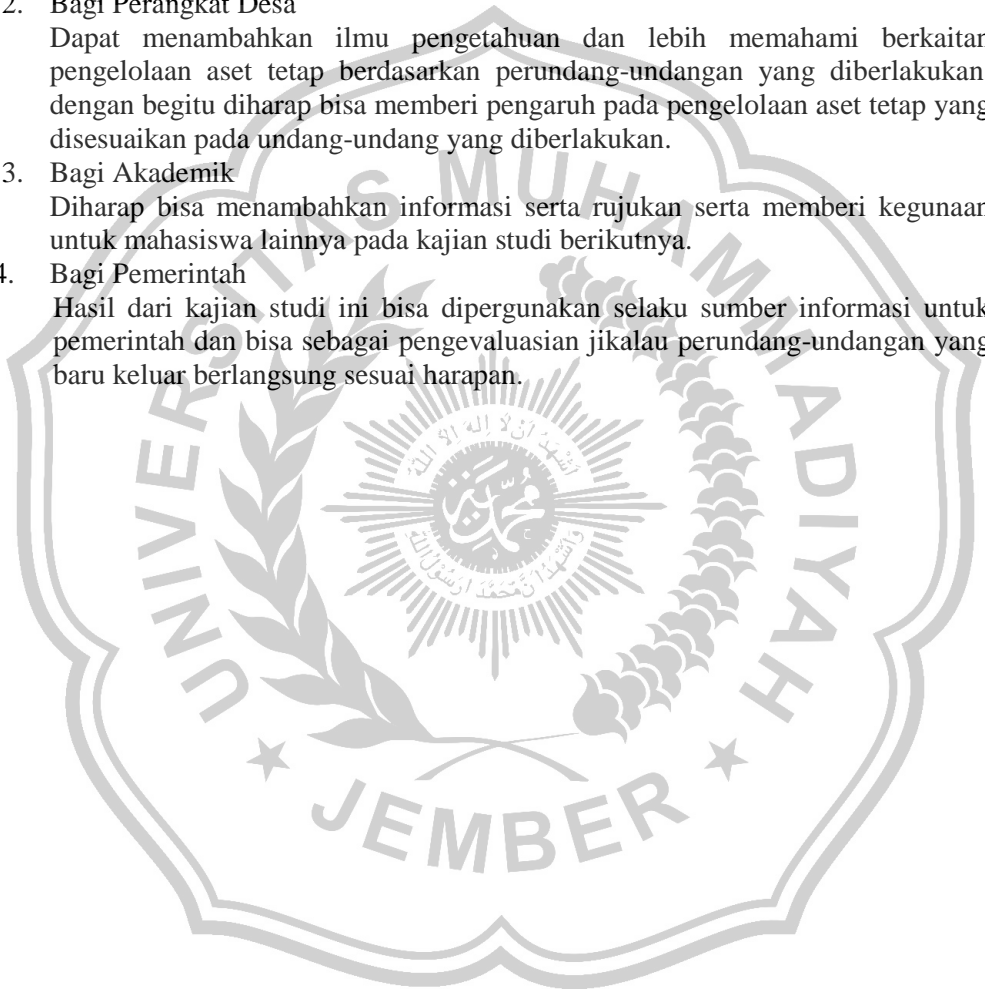 2. Bagi Perangkat Desa
Dapat menambahkan ilmu pengetahuan dan lebih memahami berkaitan
pengelolaan aset tetap berdasarkan perundang-undangan yang diberlakukan
dengan begitu diharap bisa memberi pengaruh pada pengelolaan aset tetap yang
disesuaikan pada undang-undang yang diberlakukan.
3. Bagi Akademik
Diharap bisa menambahkan informasi serta rujukan serta memberi kegunaan
untuk mahasiswa lainnya pada kajian studi berikutnya.
4. Bagi Pemerintah
Hasil dari kajian studi ini bisa dipergunakan selaku sumber informasi untuk
pemerintah dan bisa sebagai pengevaluasian jikalau perundang-undangan yang
baru keluar berlangsung sesuai harapan.
UNIVERSITAS MUHAMMADIYAH
JEMBER